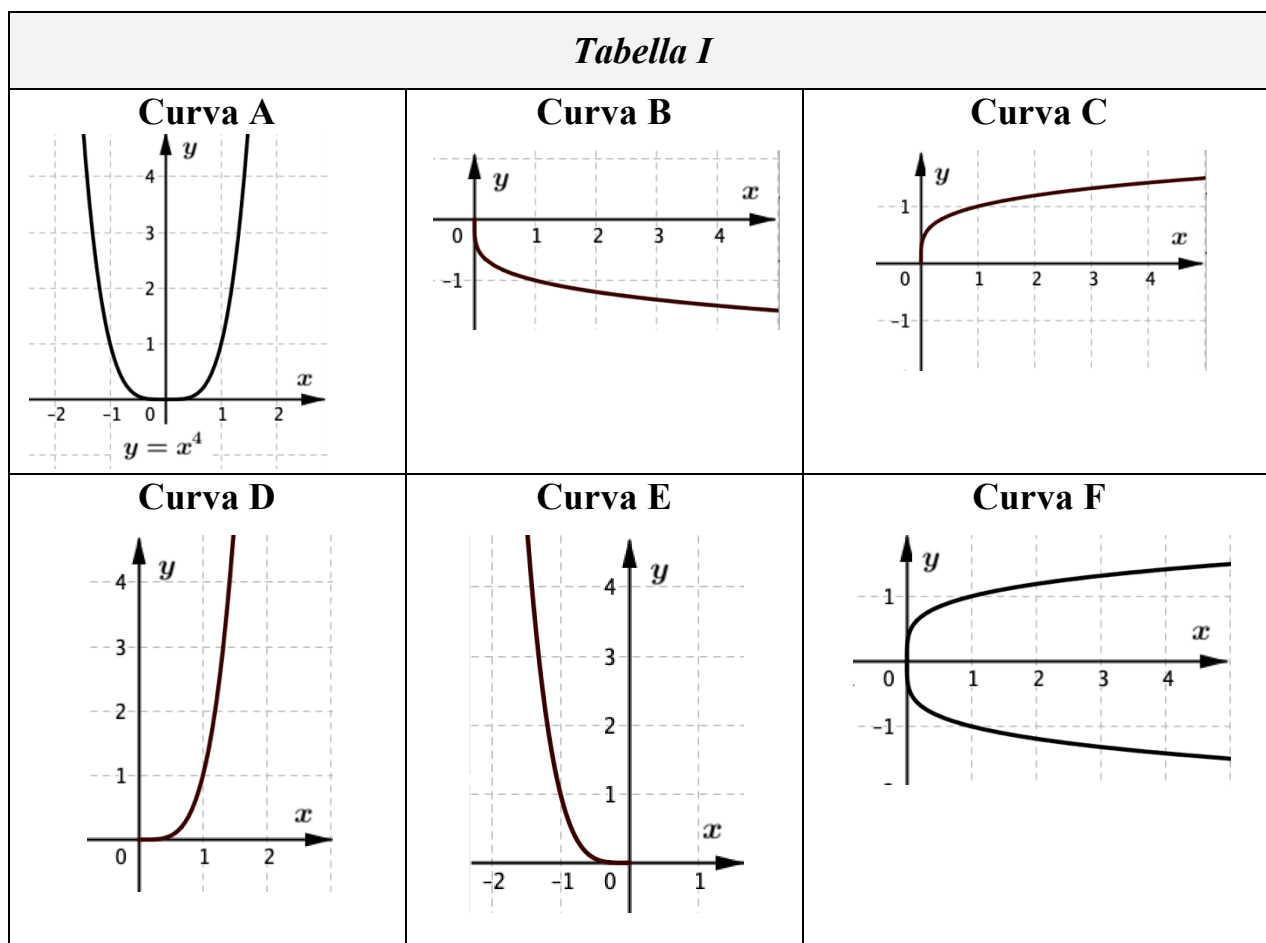 Tabella I
Curva A
y
4
3
2
1
x
-2 -1 0 1 2
y = x⁴
Curva B
y
x
0 1 2 3 4
-1
Curva C
y
1
x
0 1 2 3 4
-1
Curva D
y
4
3
2
1
x
0 1 2
Curva E
y
4
3
2
1
x
-2 -1 0 1
Curva F
y
1
x
0 1 2 3 4
-1